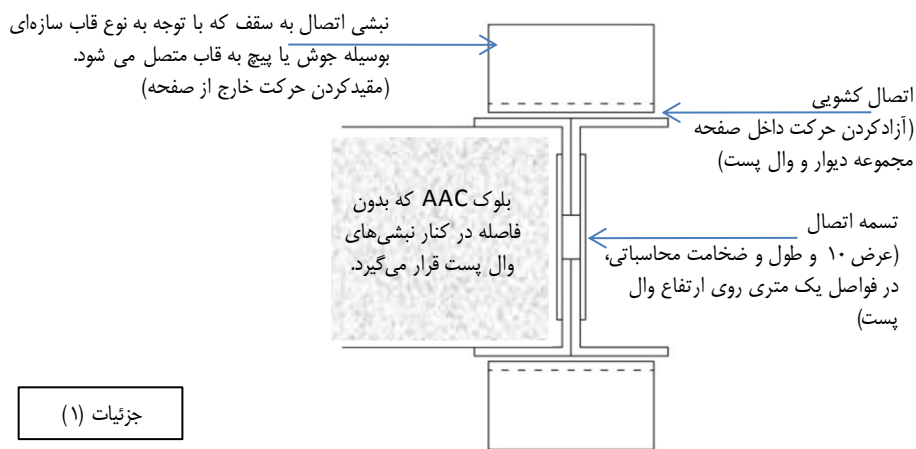 نبشی اتصال به سقف که با توجه به نوع قاب سازه‌ای
بوسیله جوش یا پیچ به قاب متصل می شود.
(مقیدکردن حرکت خارج از صفحه)
اتصال کشویی
(آزادکردن حرکت داخل صفحه
مجموعه دیوار و وال پست)
بلوک AAC که بدون
فاصله در کنار نبشی‌های
وال پست قرار می‌گیرد.
تسمه اتصال
(عرض ۱۰ و طول و ضخامت محاسباتی،
در فواصل یک متری روی ارتفاع وال
پست)
جزئیات (۱)